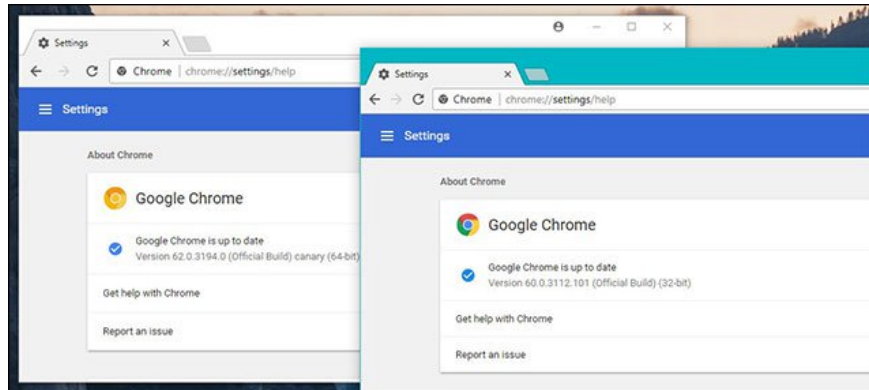 Settings
Chrome | chrome://settings/help
Settings
About Chrome
Google Chrome
Google Chrome is up to date
Version 62.0.3194.0 (Official Build) canary (64-bit)
Get help with Chrome
Report an issue
Settings
Chrome | chrome://settings/help
Settings
About Chrome
Google Chrome
Google Chrome is up to date
Version 60.0.3112.101 (Official Build) (32-bit)
Get help with Chrome
Report an issue